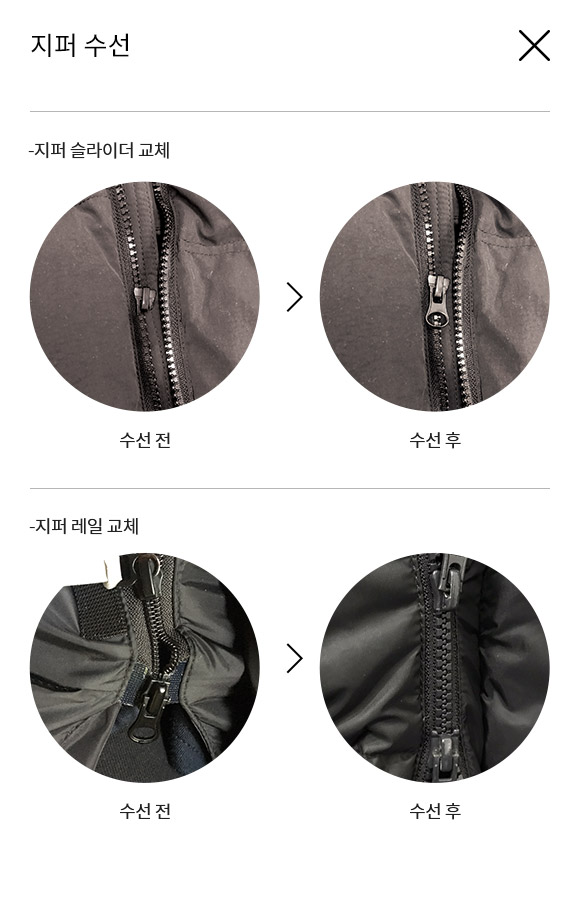 지퍼 수선
-지퍼 슬라이더 교체
수선 전
수선 후
-지퍼 레일 교체
수선 전
수선 후